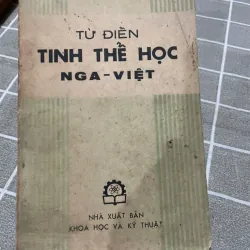 TỪ ĐIỂN
TINH THỂ HỌC
NGA-VIỆT
NHÀ XUẤT BẢN
KHOA HỌC VÀ KỸ THUẬT